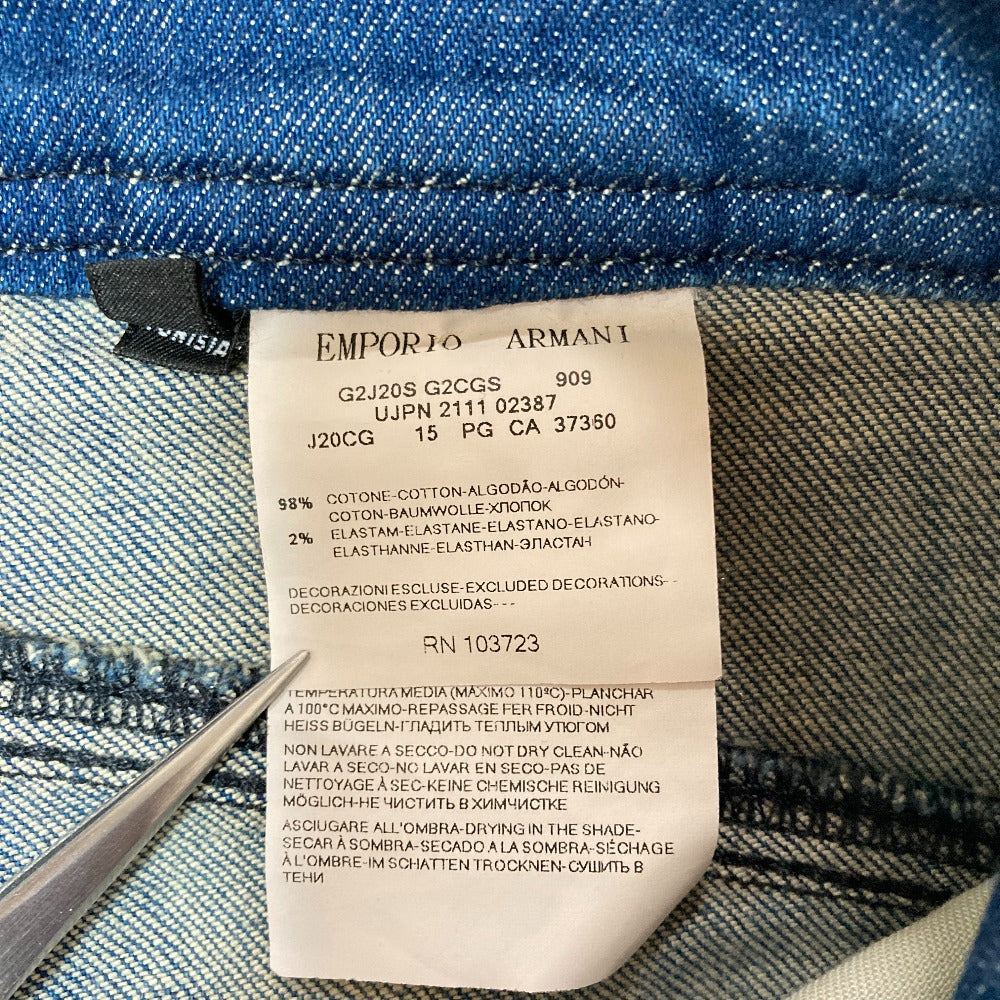 EMPORIO ARMANI
G2J20S G2CGS 909
UJPN 2111 02387
J20CG 15 PG CA 37360
98% COTONE-COTTON-ALGODÃO-ALGODÓN-
COTON-BAUMWOLLE-ХЛОПОК
2% ELASTAM-ELASTANE-ELASTANO-ELASTANO-
ELASTHANNE-ELASTHAN-ЭЛАСТАН
DECORAZIONI ESCLUSE-EXCLUDED DECORATIONS--
DECORACIONES EXCLUIDAS---
RN 103723
TEMPERATURA MEDIA (MAXIMO 110ºC)-PLANCHAR
A 100°C MAXIMO-REPASSAGE FER FROID-NICHT
HEISS BÜGELN-ГЛАДИТЬ ТЕПЛЫМ УТЮГОМ
NON LAVARE A SECCO-DO NOT DRY CLEAN-NÃO
LAVAR A SECO-NO LAVAR EN SECO-PAS DE
NETTOYAGE À SEC-KEINE CHEMISCHE REINIGUNG
MÖGLICH-НЕ ЧИСТИТЬ В ХИМЧИСТКЕ
ASCIUGARE ALL'OMBRA-DRYING IN THE SHADE-
SECAR À SOMBRA-SECADO A LA SOMBRA-SÉCHAGE
À L'OMBRE-IM SCHATTEN TROCKNEN-СУШИТЬ В
ТЕНИ